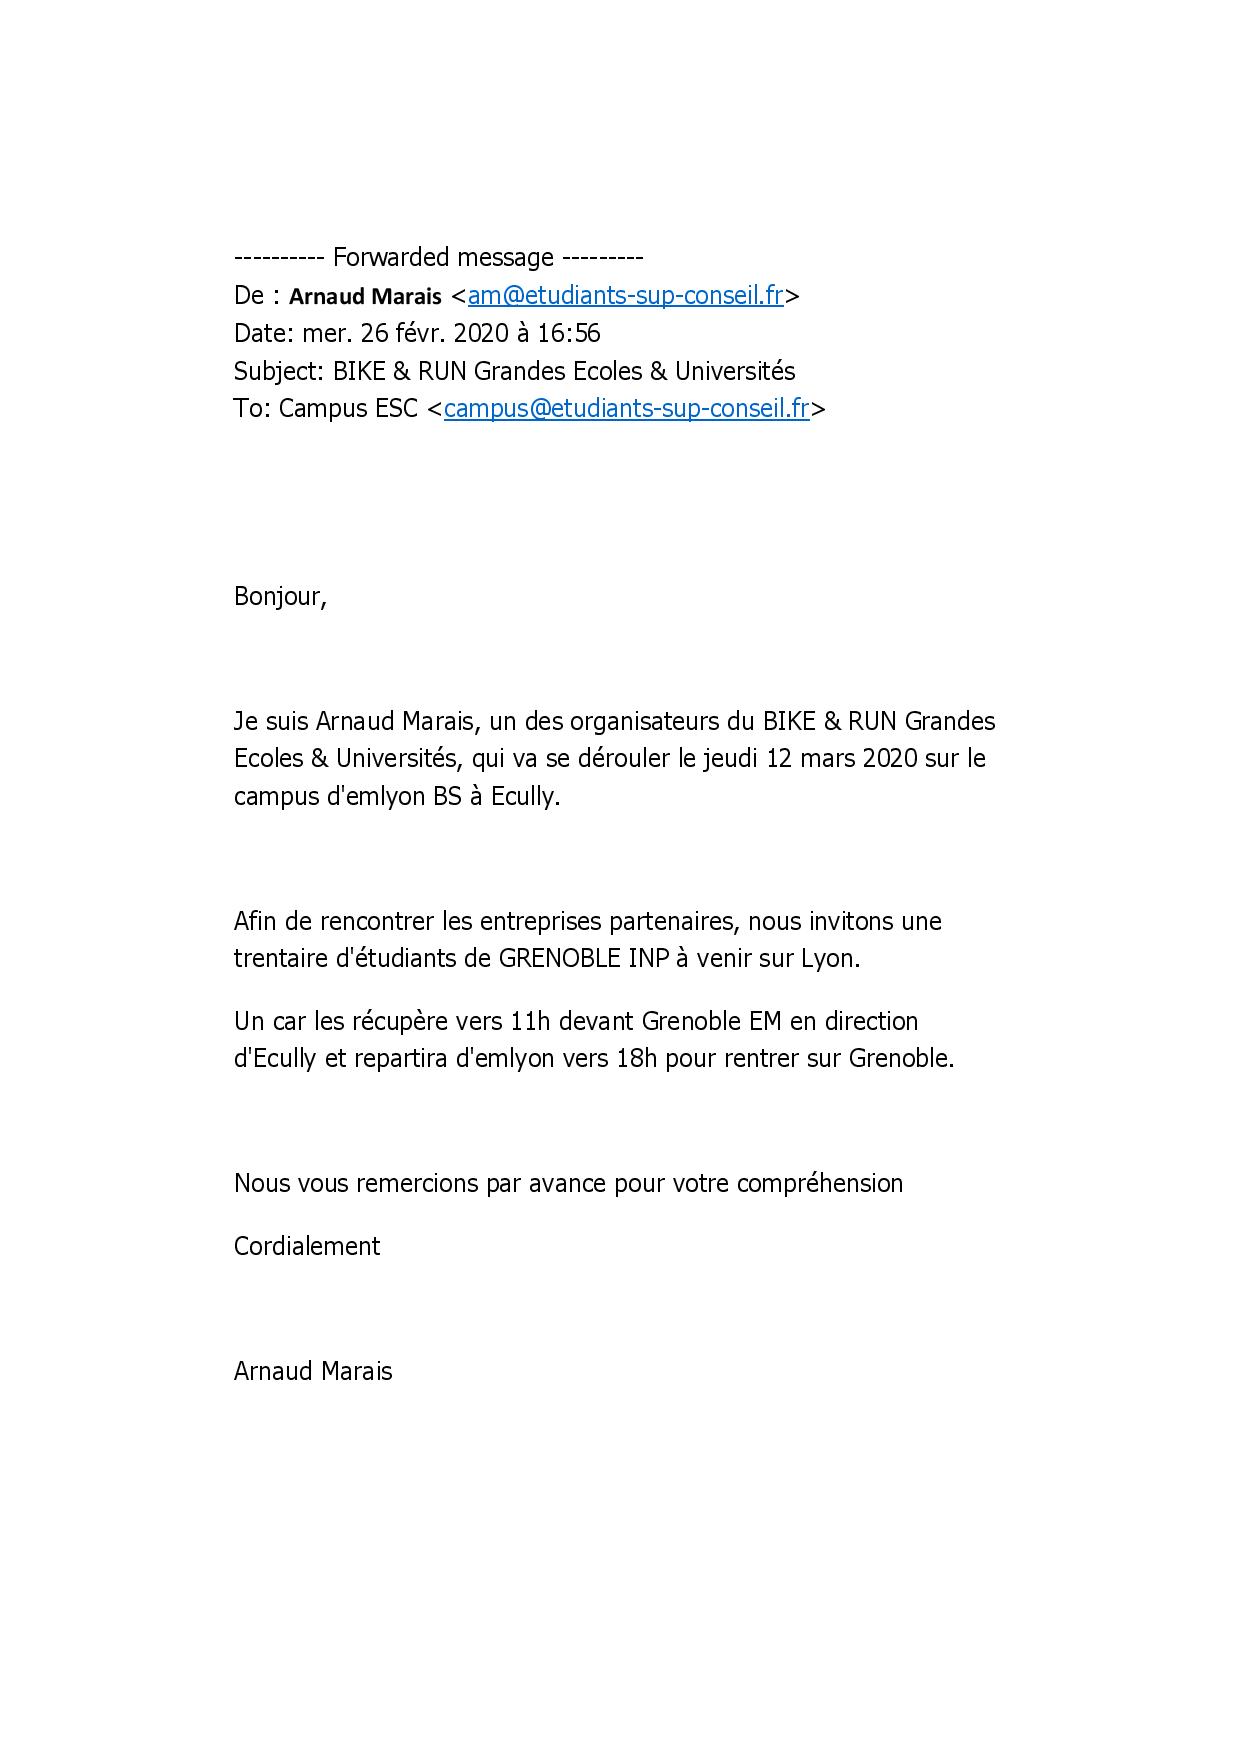 ---------- Forwarded message ---------
De : Arnaud Marais <am@etudiants-sup-conseil.fr>
Date: mer. 26 févr. 2020 à 16:56
Subject: BIKE & RUN Grandes Ecoles & Universités
To: Campus ESC <campus@etudiants-sup-conseil.fr>
Bonjour,
Je suis Arnaud Marais, un des organisateurs du BIKE & RUN Grandes
Ecoles & Universités, qui va se dérouler le jeudi 12 mars 2020 sur le
campus d'emlyon BS à Ecully.
Afin de rencontrer les entreprises partenaires, nous invitons une
trentaire d'étudiants de GRENOBLE INP à venir sur Lyon.
Un car les récupère vers 11h devant Grenoble EM en direction
d'Ecully et repartira d'emlyon vers 18h pour rentrer sur Grenoble.
Nous vous remercions par avance pour votre compréhension
Cordialement
Arnaud Marais